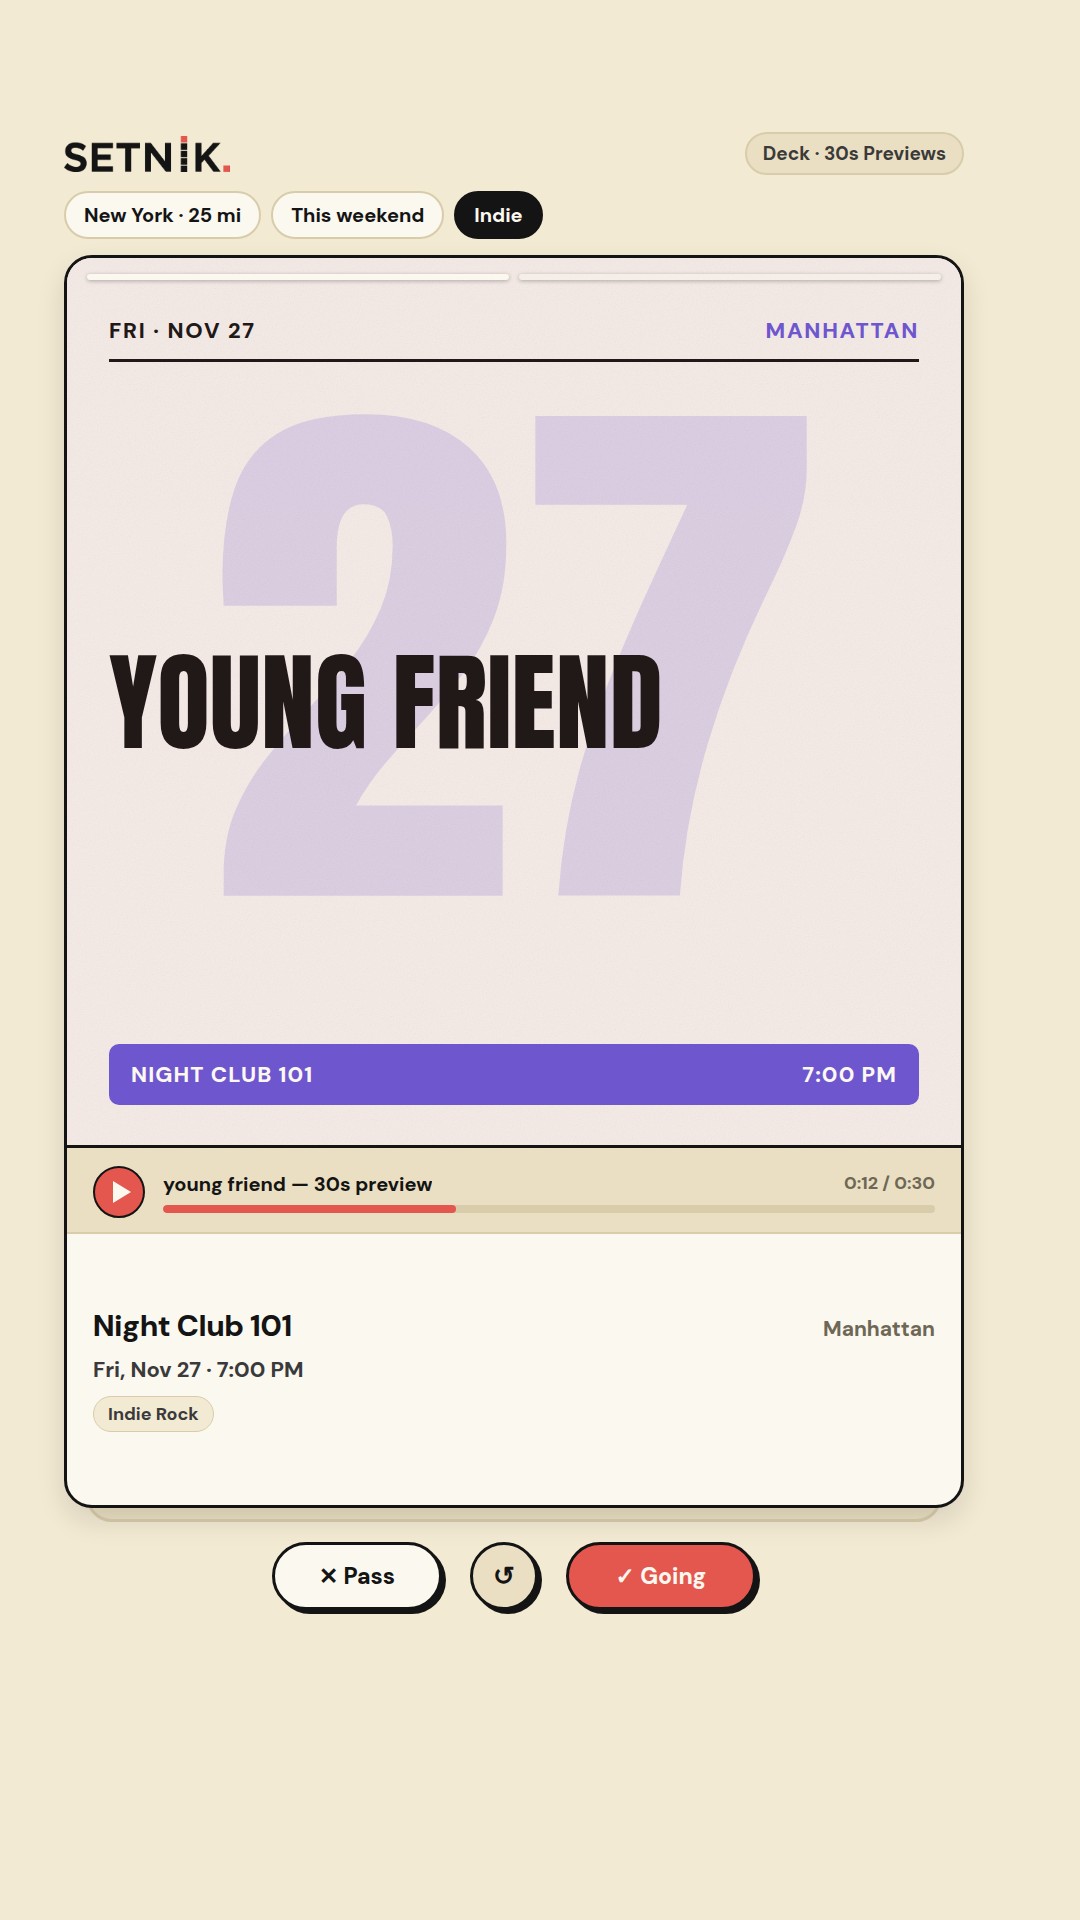 SETNIK.
Deck · 30s Previews
New York · 25 mi
This weekend
Indie
FRI · NOV 27
MANHATTAN
27
YOUNG FRIEND
NIGHT CLUB 101
7:00 PM
young friend — 30s preview
0:12 / 0:30
Night Club 101
Manhattan
Fri, Nov 27 · 7:00 PM
Indie Rock
✕ Pass
↺
✓ Going